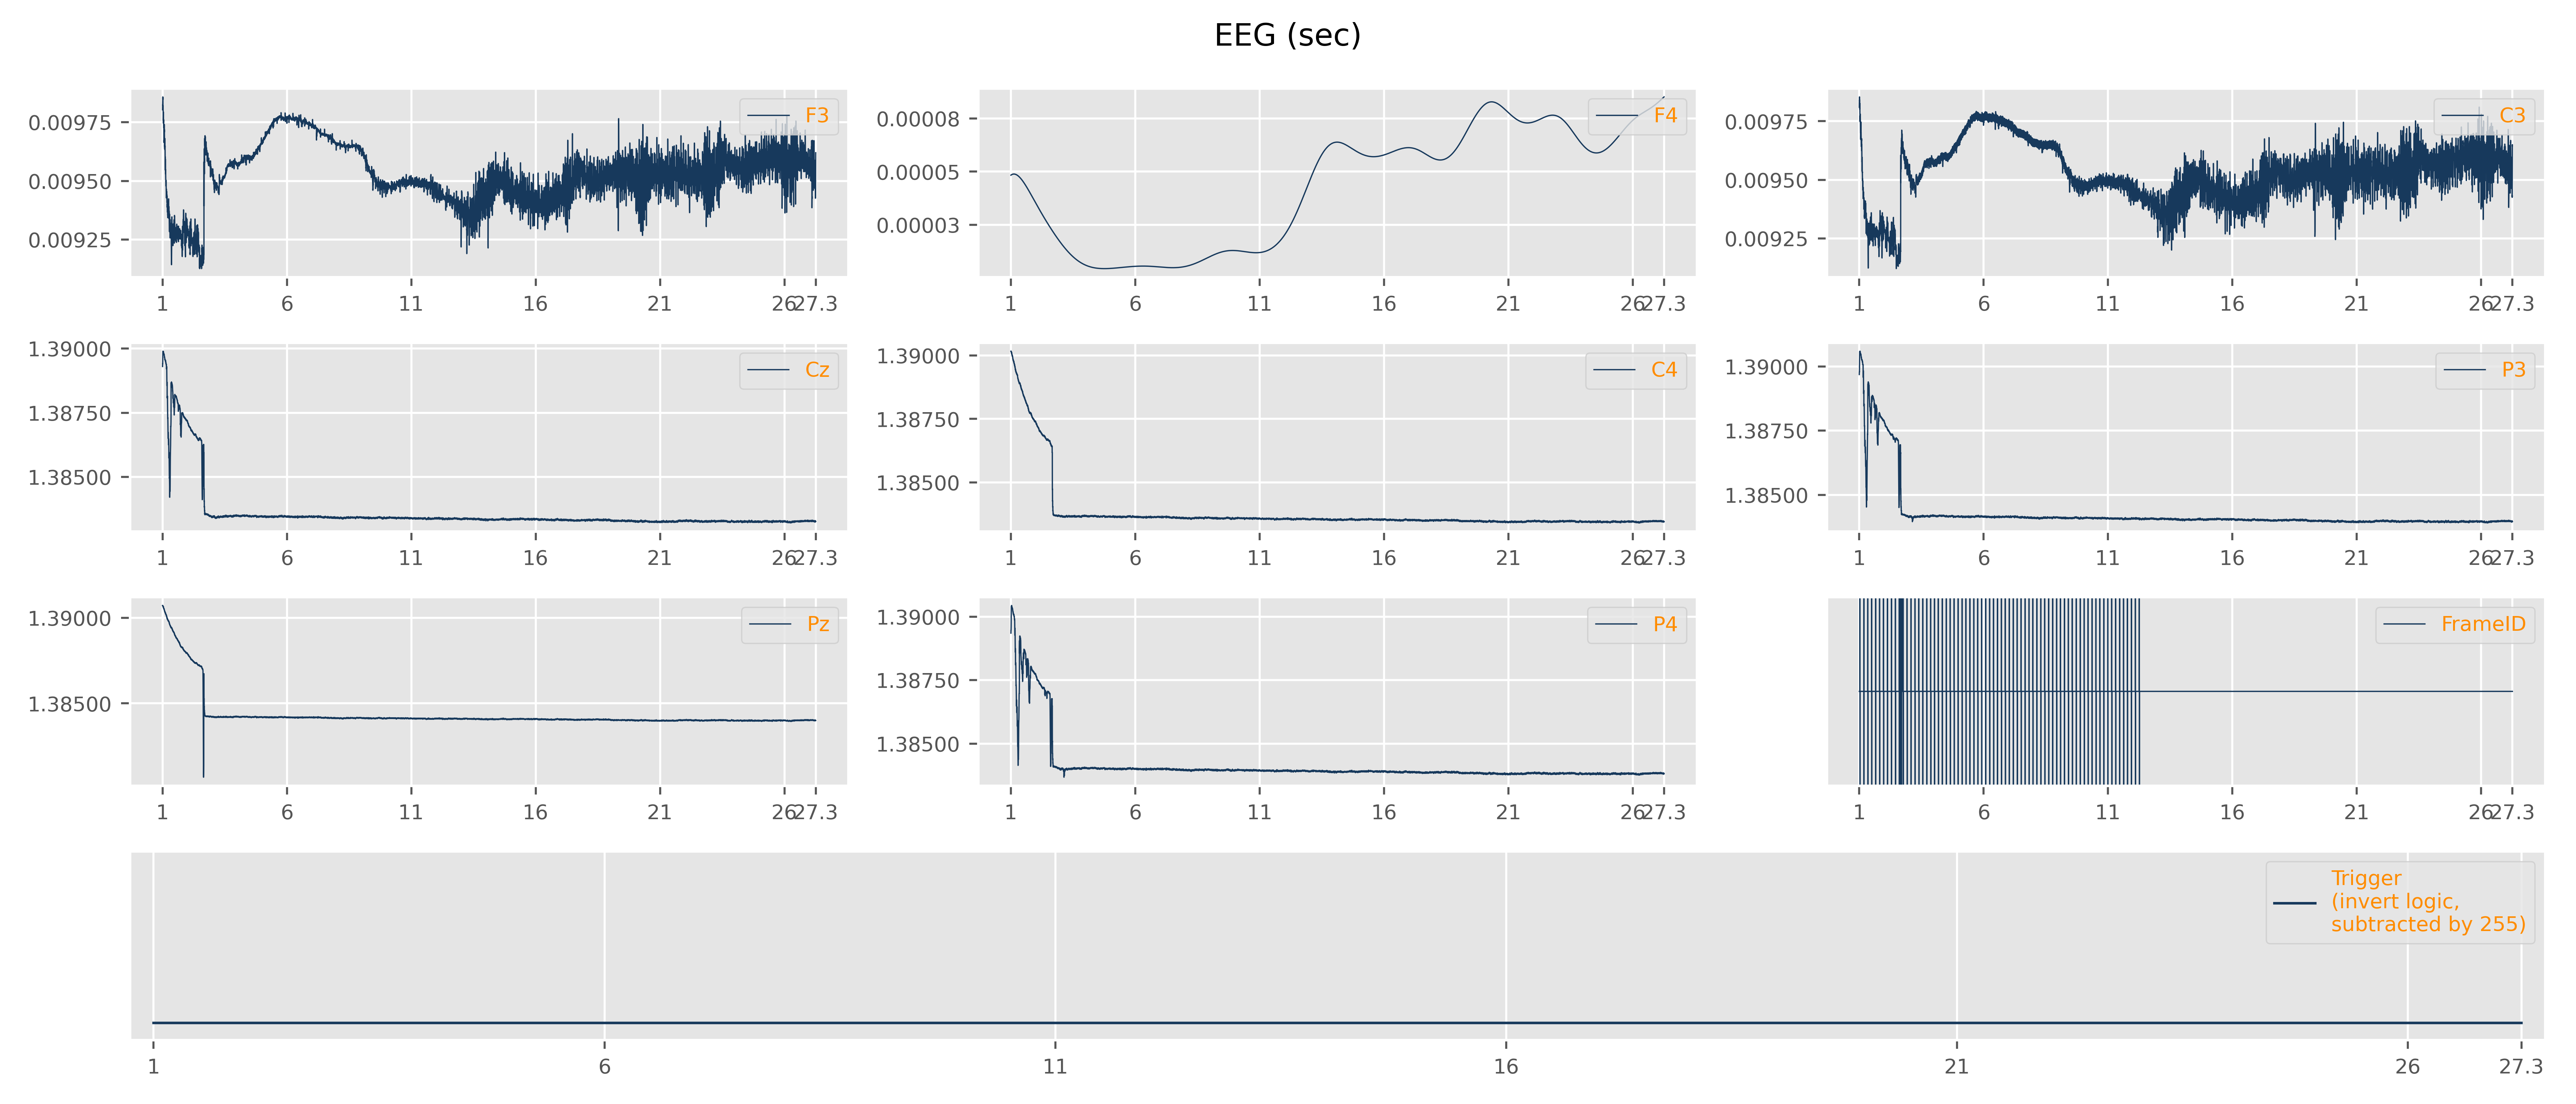 EEG (sec)
0.00975
0.00950
0.00925
F3
1 6 11 16 21 26 27.3
0.00008
0.00005
0.00003
F4
1 6 11 16 21 26 27.3
0.00975
0.00950
0.00925
C3
1 6 11 16 21 26 27.3
1.39000
1.38750
1.38500
Cz
1 6 11 16 21 26 27.3
1.39000
1.38750
1.38500
C4
1 6 11 16 21 26 27.3
1.39000
1.38750
1.38500
P3
1 6 11 16 21 26 27.3
1.39000
1.38500
Pz
1 6 11 16 21 26 27.3
1.39000
1.38750
1.38500
P4
1 6 11 16 21 26 27.3
FrameID
1 6 11 16 21 26 27.3
Trigger
(invert logic,
subtracted by 255)
1 6 11 16 21 26 27.3